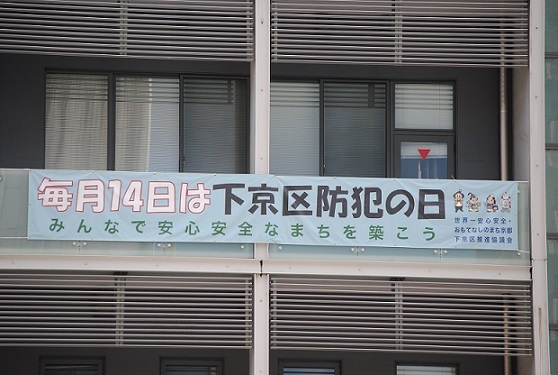 毎月14日は下京区防犯の日
みんなで安心安全なまちを築こう
世界一安心安全・
おもてなしのまち京都
下京区推進協議会